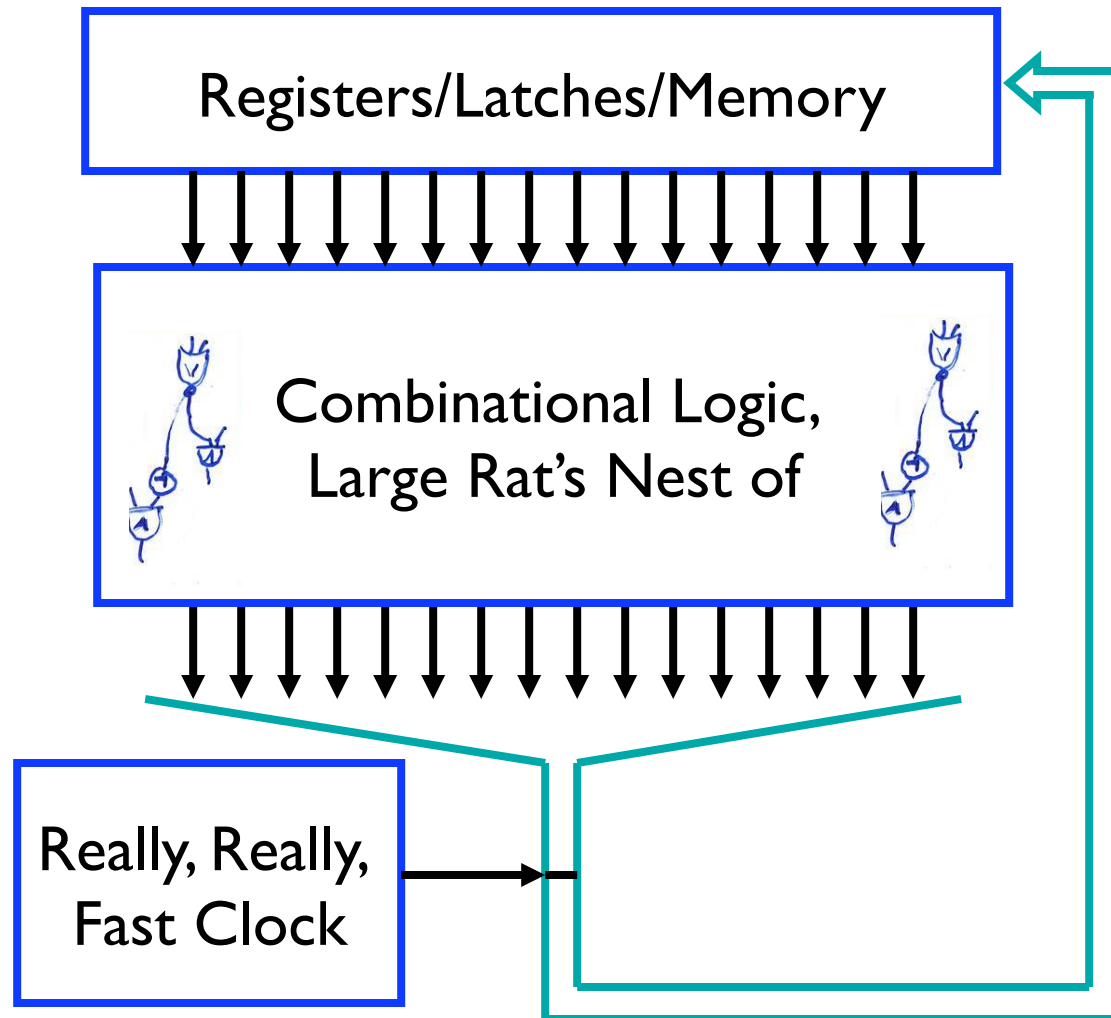 Registers/Latches/Memory
Combinational Logic,
Large Rat's Nest of
Really, Really,
Fast Clock